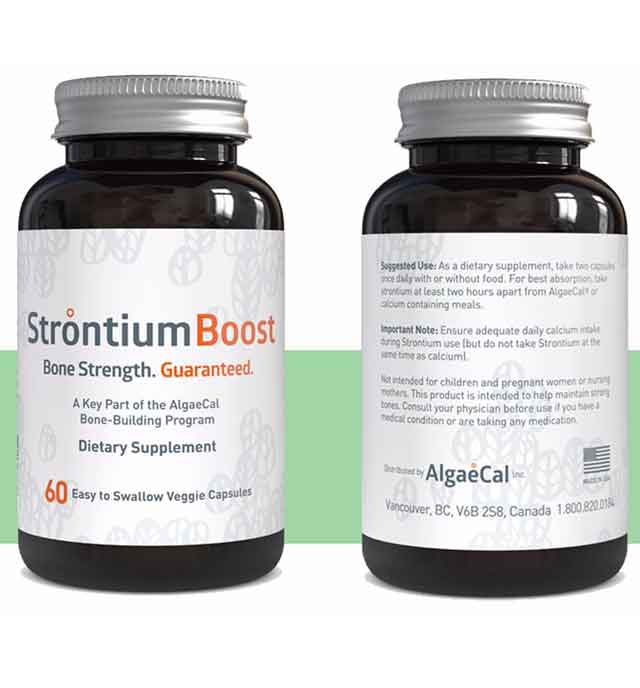 Strontium Boost
Bone Strength. Guaranteed.
A Key Part of the AlgaeCal
Bone-Building Program
Dietary Supplement
60 Easy to Swallow Veggie Capsules
Suggested Use: As a dietary supplement, take two capsules
once daily with or without food. For best absorption, take
strontium at least two hours apart from AlgaeCal® or
calcium containing meals.
Important Note: Ensure adequate daily calcium intake
during Strontium use (but do not take Strontium at the
same time as calcium).
Not intended for children and pregnant women or nursing
mothers. This product is intended to help maintain strong
bones. Consult your physician before use if you have a
medical condition or are taking any medication.
Distributed by AlgaeCal Inc.
MADE IN USA
Vancouver, BC, V6B 2S8, Canada 1.800.820.0184